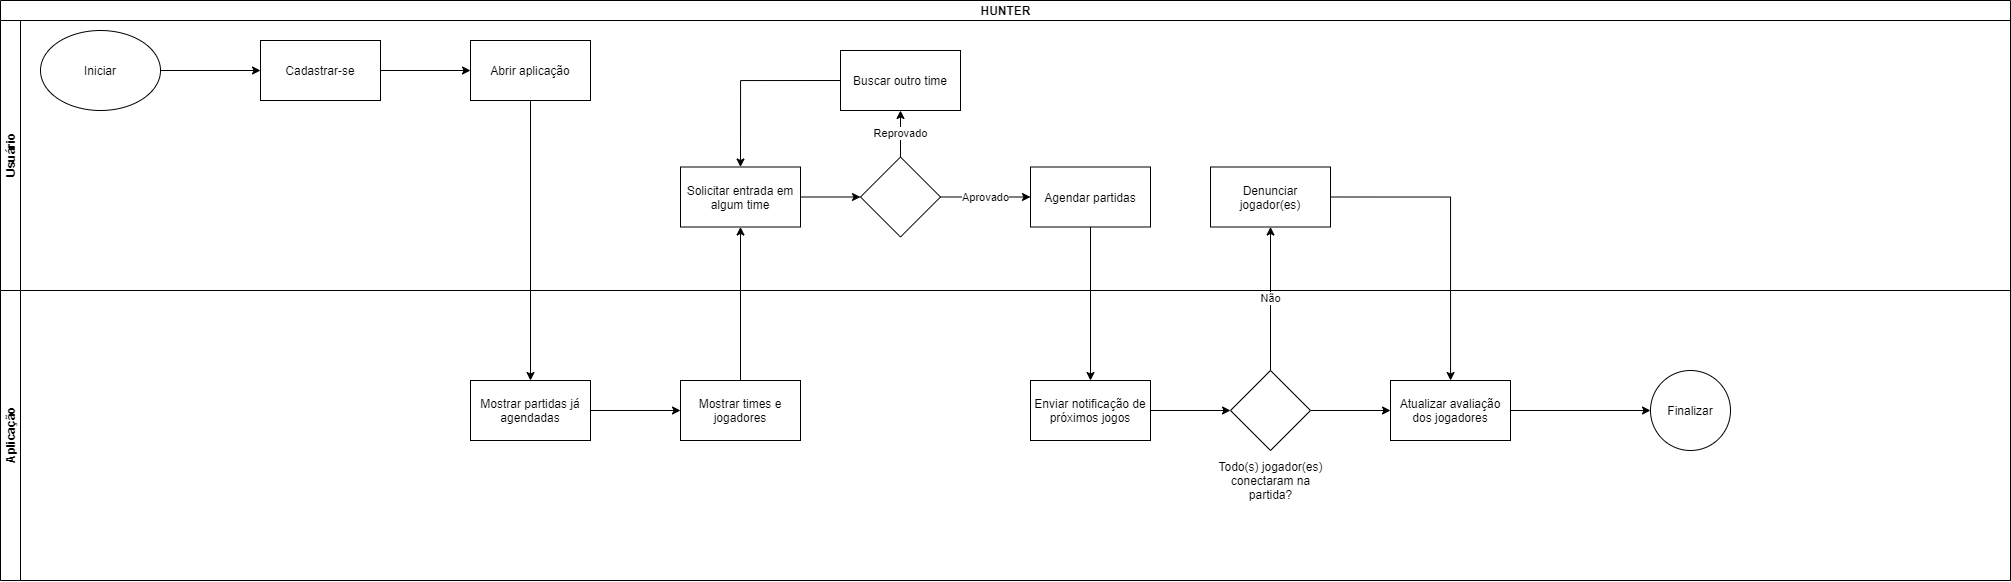 HUNTER
Usuário
Iniciar
Cadastrar-se
Abrir aplicação
Buscar outro time
Reprovado
Solicitar entrada em
algum time
Aprovado
Agendar partidas
Denunciar
jogador(es)
Não
Aplicação
Mostrar partidas já
agendadas
Mostrar times e
jogadores
Enviar notificação de
próximos jogos
Todo(s) jogador(es)
conectaram na
partida?
Atualizar avaliação
dos jogadores
Finalizar